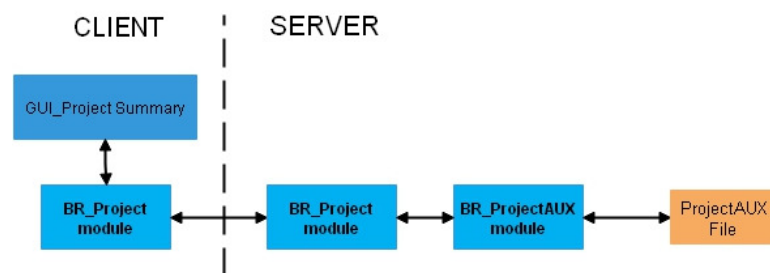 CLIENT
SERVER
GUI_Project Summary
BR_Project
module
BR_Project
module
BR_ProjectAUX
module
ProjectAUX
File